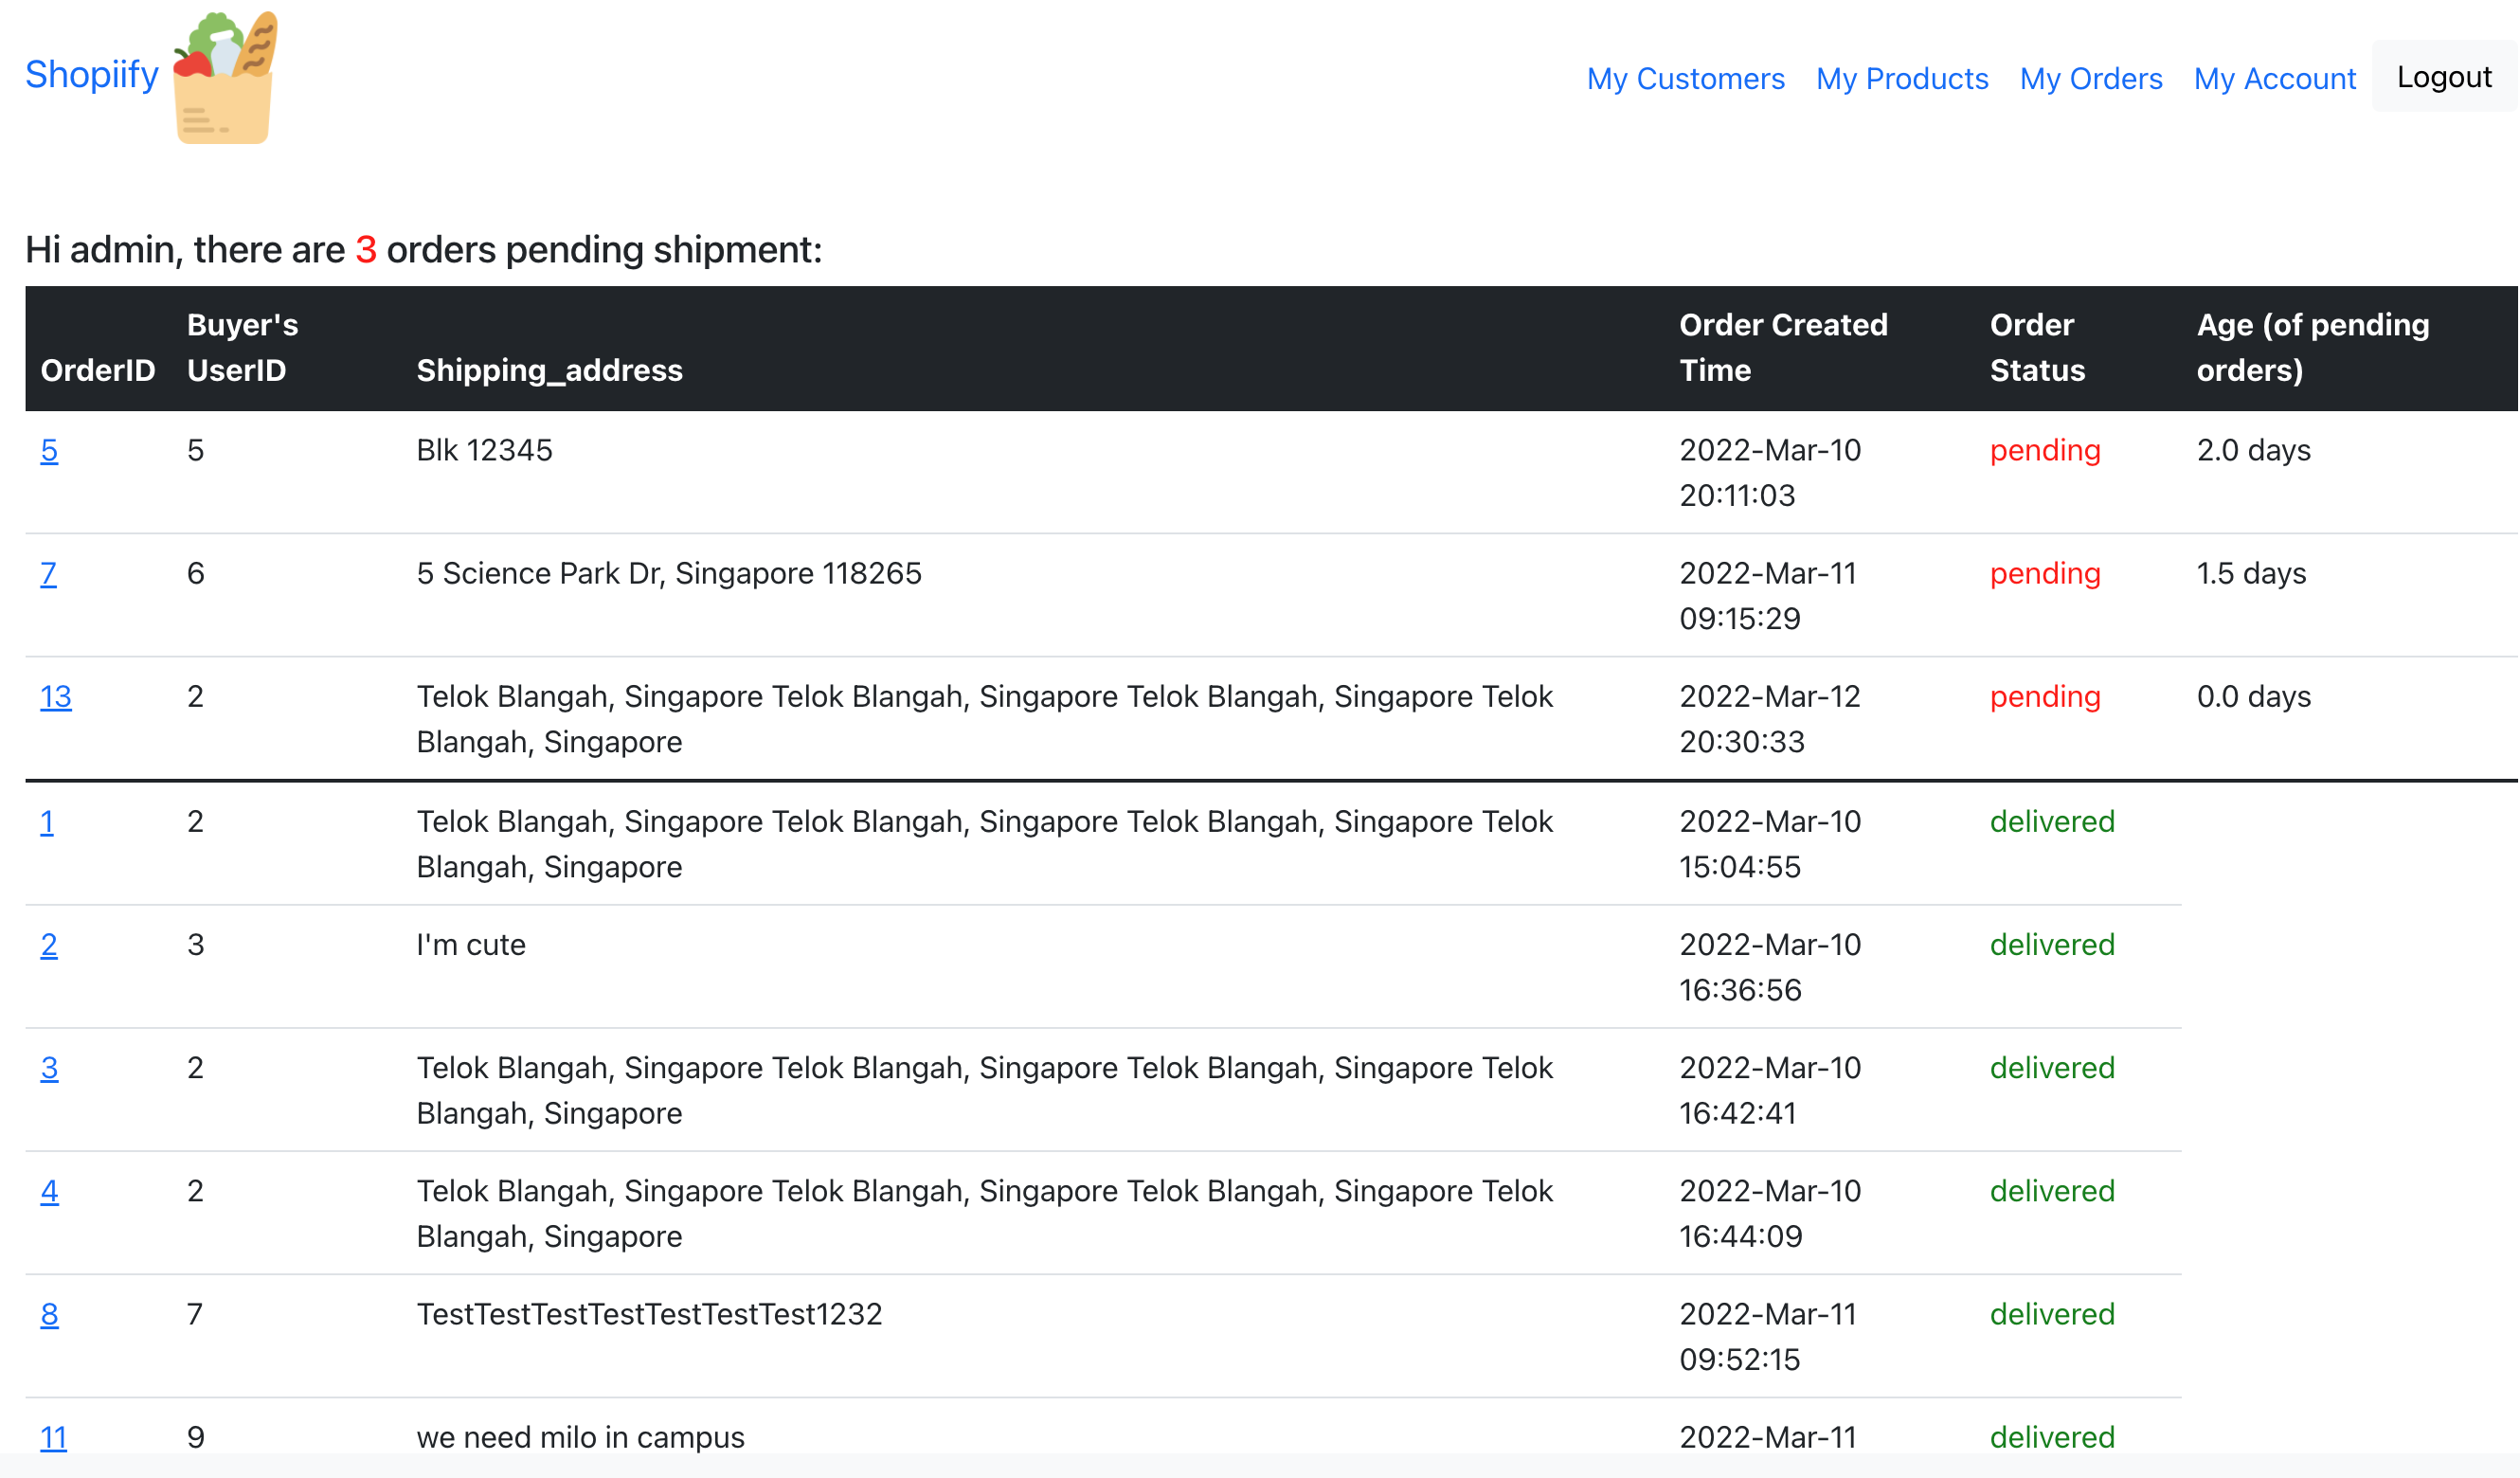 Shopiify
My Customers My Products My Orders My Account Logout
Hi admin, there are 3 orders pending shipment:
OrderID Buyer's UserID Shipping_address Order Created Time Order Status Age (of pending orders)
5 5 Blk 12345 2022-Mar-10 pending 2.0 days
20:11:03
7 6 5 Science Park Dr, Singapore 118265 2022-Mar-11 pending 1.5 days
09:15:29
13 2 Telok Blangah, Singapore Telok Blangah, Singapore Telok Blangah, Singapore Telok 2022-Mar-12 pending 0.0 days
Blangah, Singapore 20:30:33
1 2 Telok Blangah, Singapore Telok Blangah, Singapore Telok Blangah, Singapore Telok 2022-Mar-10 delivered
Blangah, Singapore 15:04:55
2 3 I'm cute 2022-Mar-10 delivered
16:36:56
3 2 Telok Blangah, Singapore Telok Blangah, Singapore Telok Blangah, Singapore Telok 2022-Mar-10 delivered
Blangah, Singapore 16:42:41
4 2 Telok Blangah, Singapore Telok Blangah, Singapore Telok Blangah, Singapore Telok 2022-Mar-10 delivered
Blangah, Singapore 16:44:09
8 7 TestTestTestTestTestTestTest1232 2022-Mar-11 delivered
09:52:15
11 9 we need milo in campus 2022-Mar-11 delivered